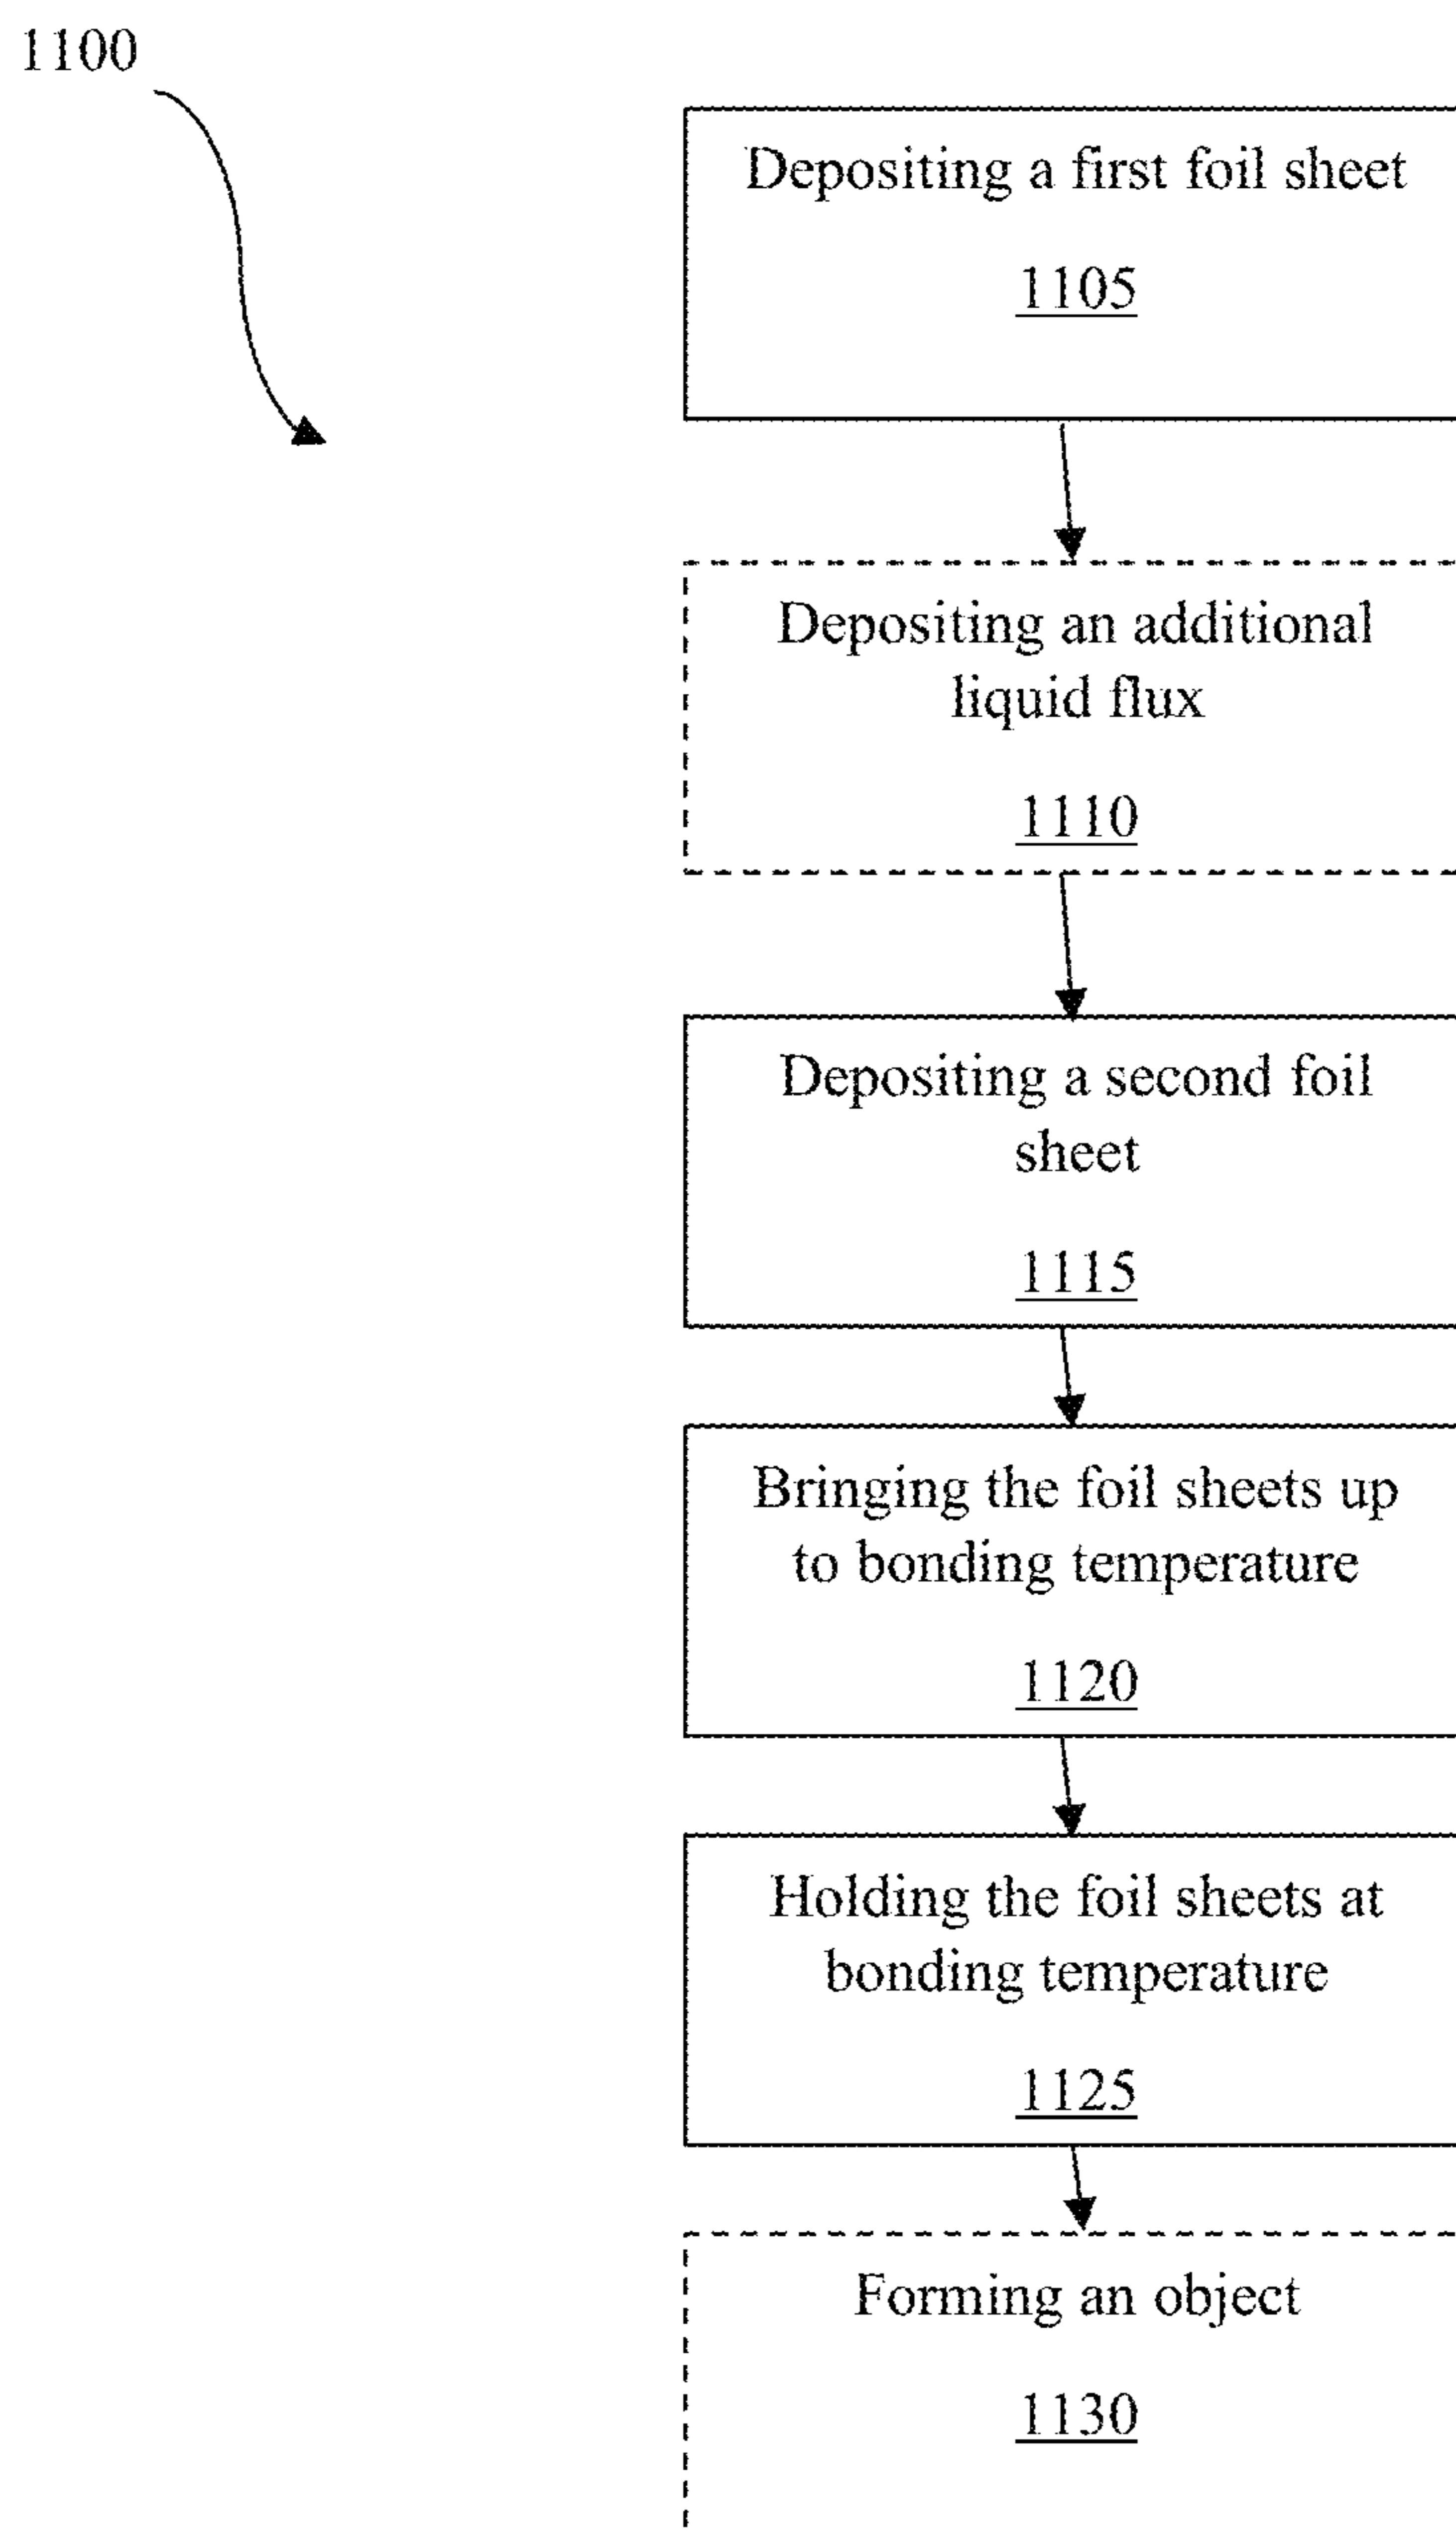 1100
Depositing a first foil sheet
1105
Depositing an additional
liquid flux
1110
Depositing a second foil
sheet
1115
Bringing the foil sheets up
to bonding temperature
1120
Holding the foil sheets at
bonding temperature
1125
Forming an object
1130